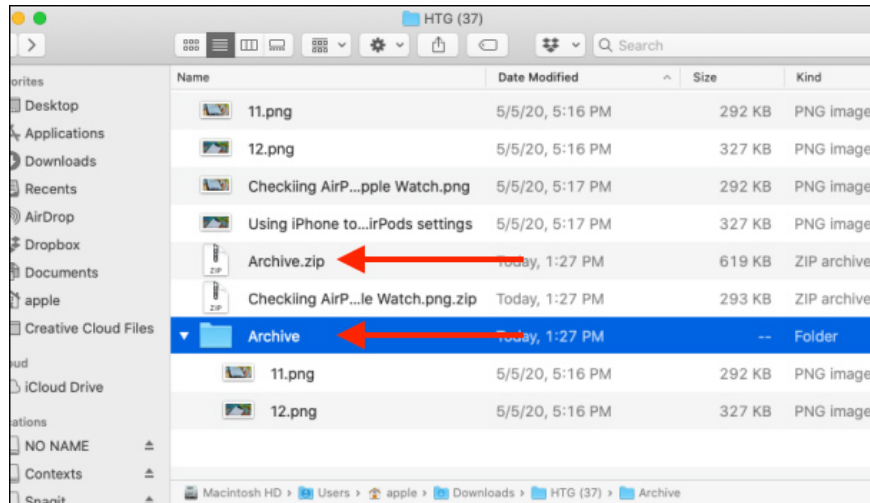 HTG (37)
Search
orites
Desktop
Applications
Downloads
Recents
AirDrop
Dropbox
Documents
apple
Creative Cloud Files
oud
iCloud Drive
ations
NO NAME
Contexts
Snagit
Name Date Modified Size Kind
11.png 5/5/20, 5:16 PM 292 KB PNG image
12.png 5/5/20, 5:16 PM 327 KB PNG image
Checkiing AirP...pple Watch.png 5/5/20, 5:17 PM 292 KB PNG image
Using iPhone to...irPods settings 5/5/20, 5:17 PM 327 KB PNG image
ZIP Archive.zip Today, 1:27 PM 619 KB ZIP archive
ZIP Checkiing AirP...le Watch.png.zip Today, 1:27 PM 293 KB ZIP archive
Archive Today, 1:27 PM -- Folder
11.png 5/5/20, 5:16 PM 292 KB PNG image
12.png 5/5/20, 5:16 PM 327 KB PNG image
Macintosh HD › Users › apple › Downloads › HTG (37) › Archive